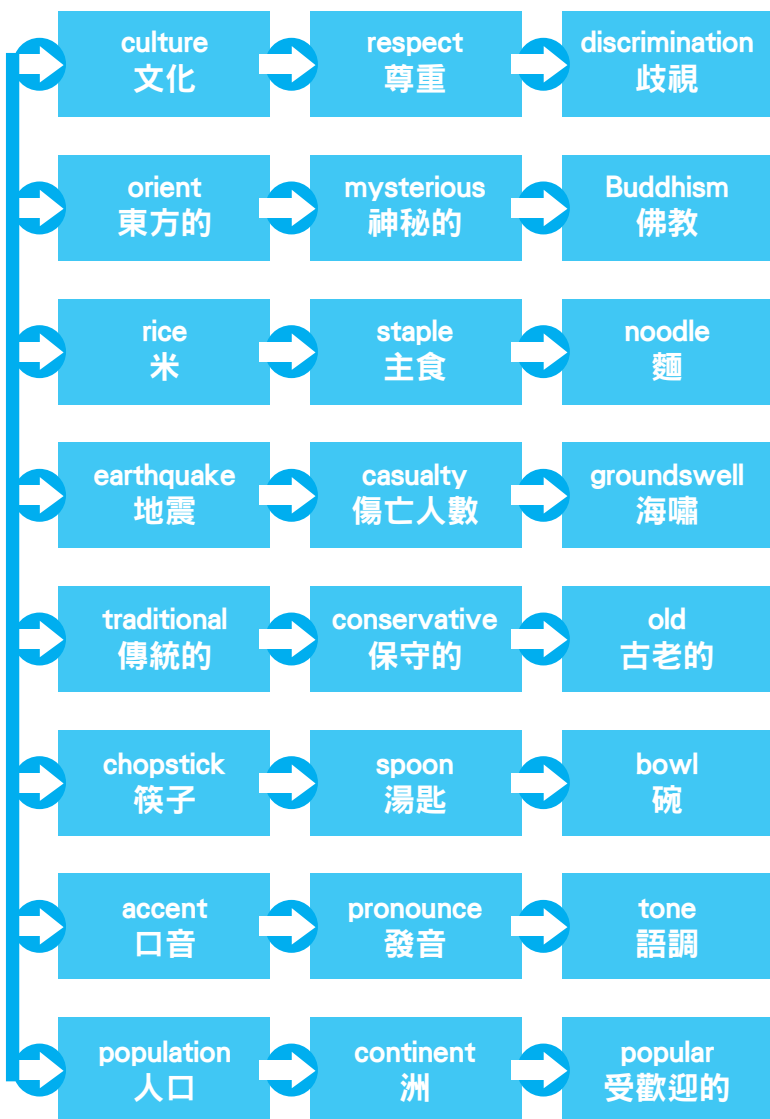 culture
文化
respect
尊重
discrimination
歧視
orient
東方的
mysterious
神秘的
Buddhism
佛教
rice
米
staple
主食
noodle
麵
earthquake
地震
casualty
傷亡人數
groundswell
海嘯
traditional
傳統的
conservative
保守的
old
古老的
chopstick
筷子
spoon
湯匙
bowl
碗
accent
口音
pronounce
發音
tone
語調
population
人口
continent
洲
popular
受歡迎的